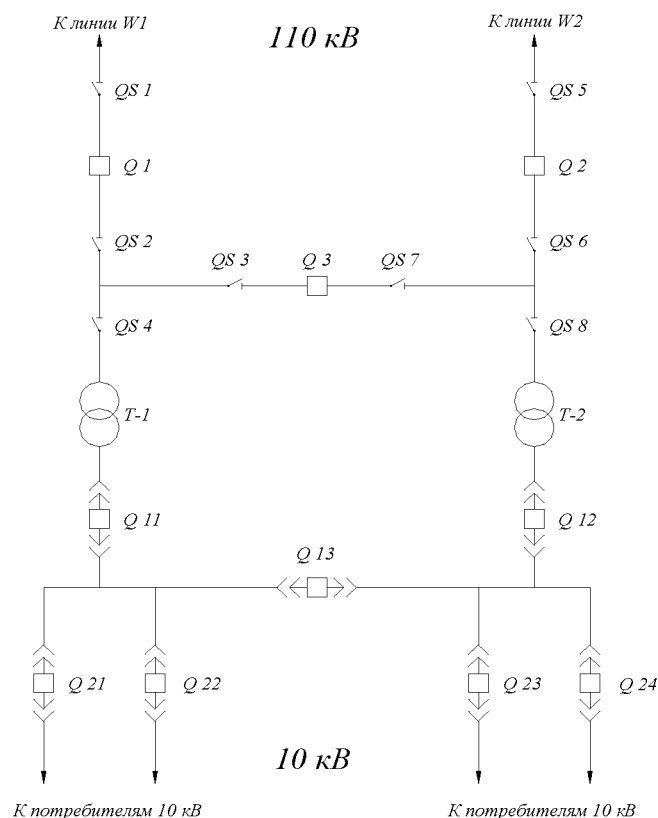 К линии W1
110 кВ
К линии W2
QS 1
QS 5
Q 1
Q 2
QS 2
QS 6
QS 3
Q 3
QS 7
QS 4
QS 8
Т-1
Т-2
Q 11
Q 12
Q 13
Q 21
Q 22
Q 23
Q 24
10 кВ
К потребителям 10 кВ
К потребителям 10 кВ